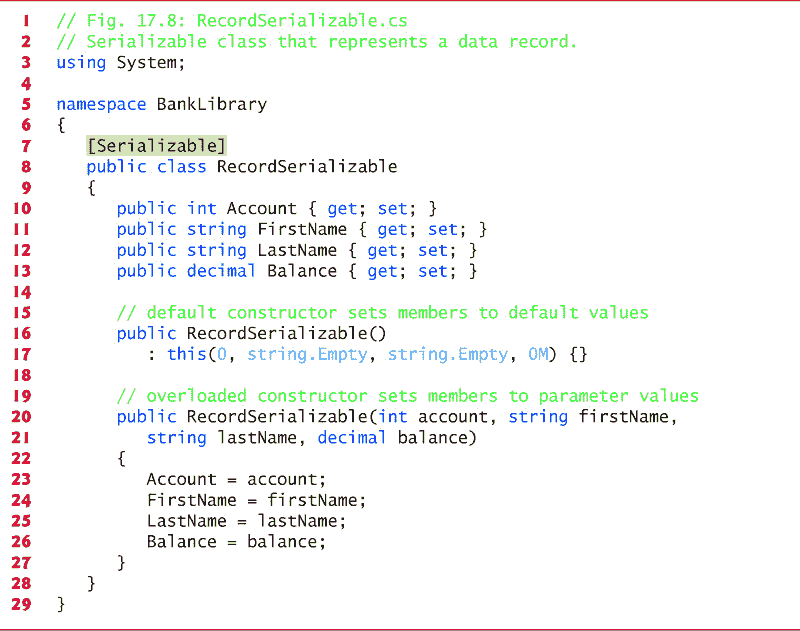 1 // Fig. 17.8: RecordSerializable.cs
2 // Serializable class that represents a data record.
3 using System;
4
5 namespace BankLibrary
6 {
7 [Serializable]
8 public class RecordSerializable
9 {
10 public int Account { get; set; }
11 public string FirstName { get; set; }
12 public string LastName { get; set; }
13 public decimal Balance { get; set; }
14
15 // default constructor sets members to default values
16 public RecordSerializable()
17 : this(0, string.Empty, string.Empty, 0M) {}
18
19 // overloaded constructor sets members to parameter values
20 public RecordSerializable(int account, string firstName,
21 string lastName, decimal balance)
22 {
23 Account = account;
24 FirstName = firstName;
25 LastName = lastName;
26 Balance = balance;
27 }
28 }
29 }